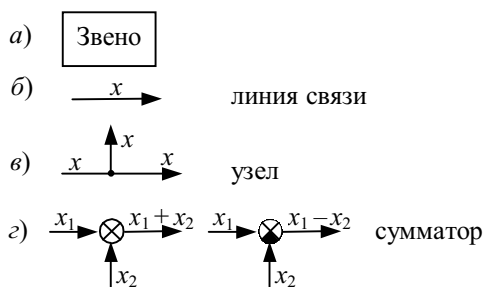 а) Звено
б) x линия связи
x
в) x x узел
г) x₁ x₁+x₂ x₁−x₂ сумматор
x₁
x₂ x₂